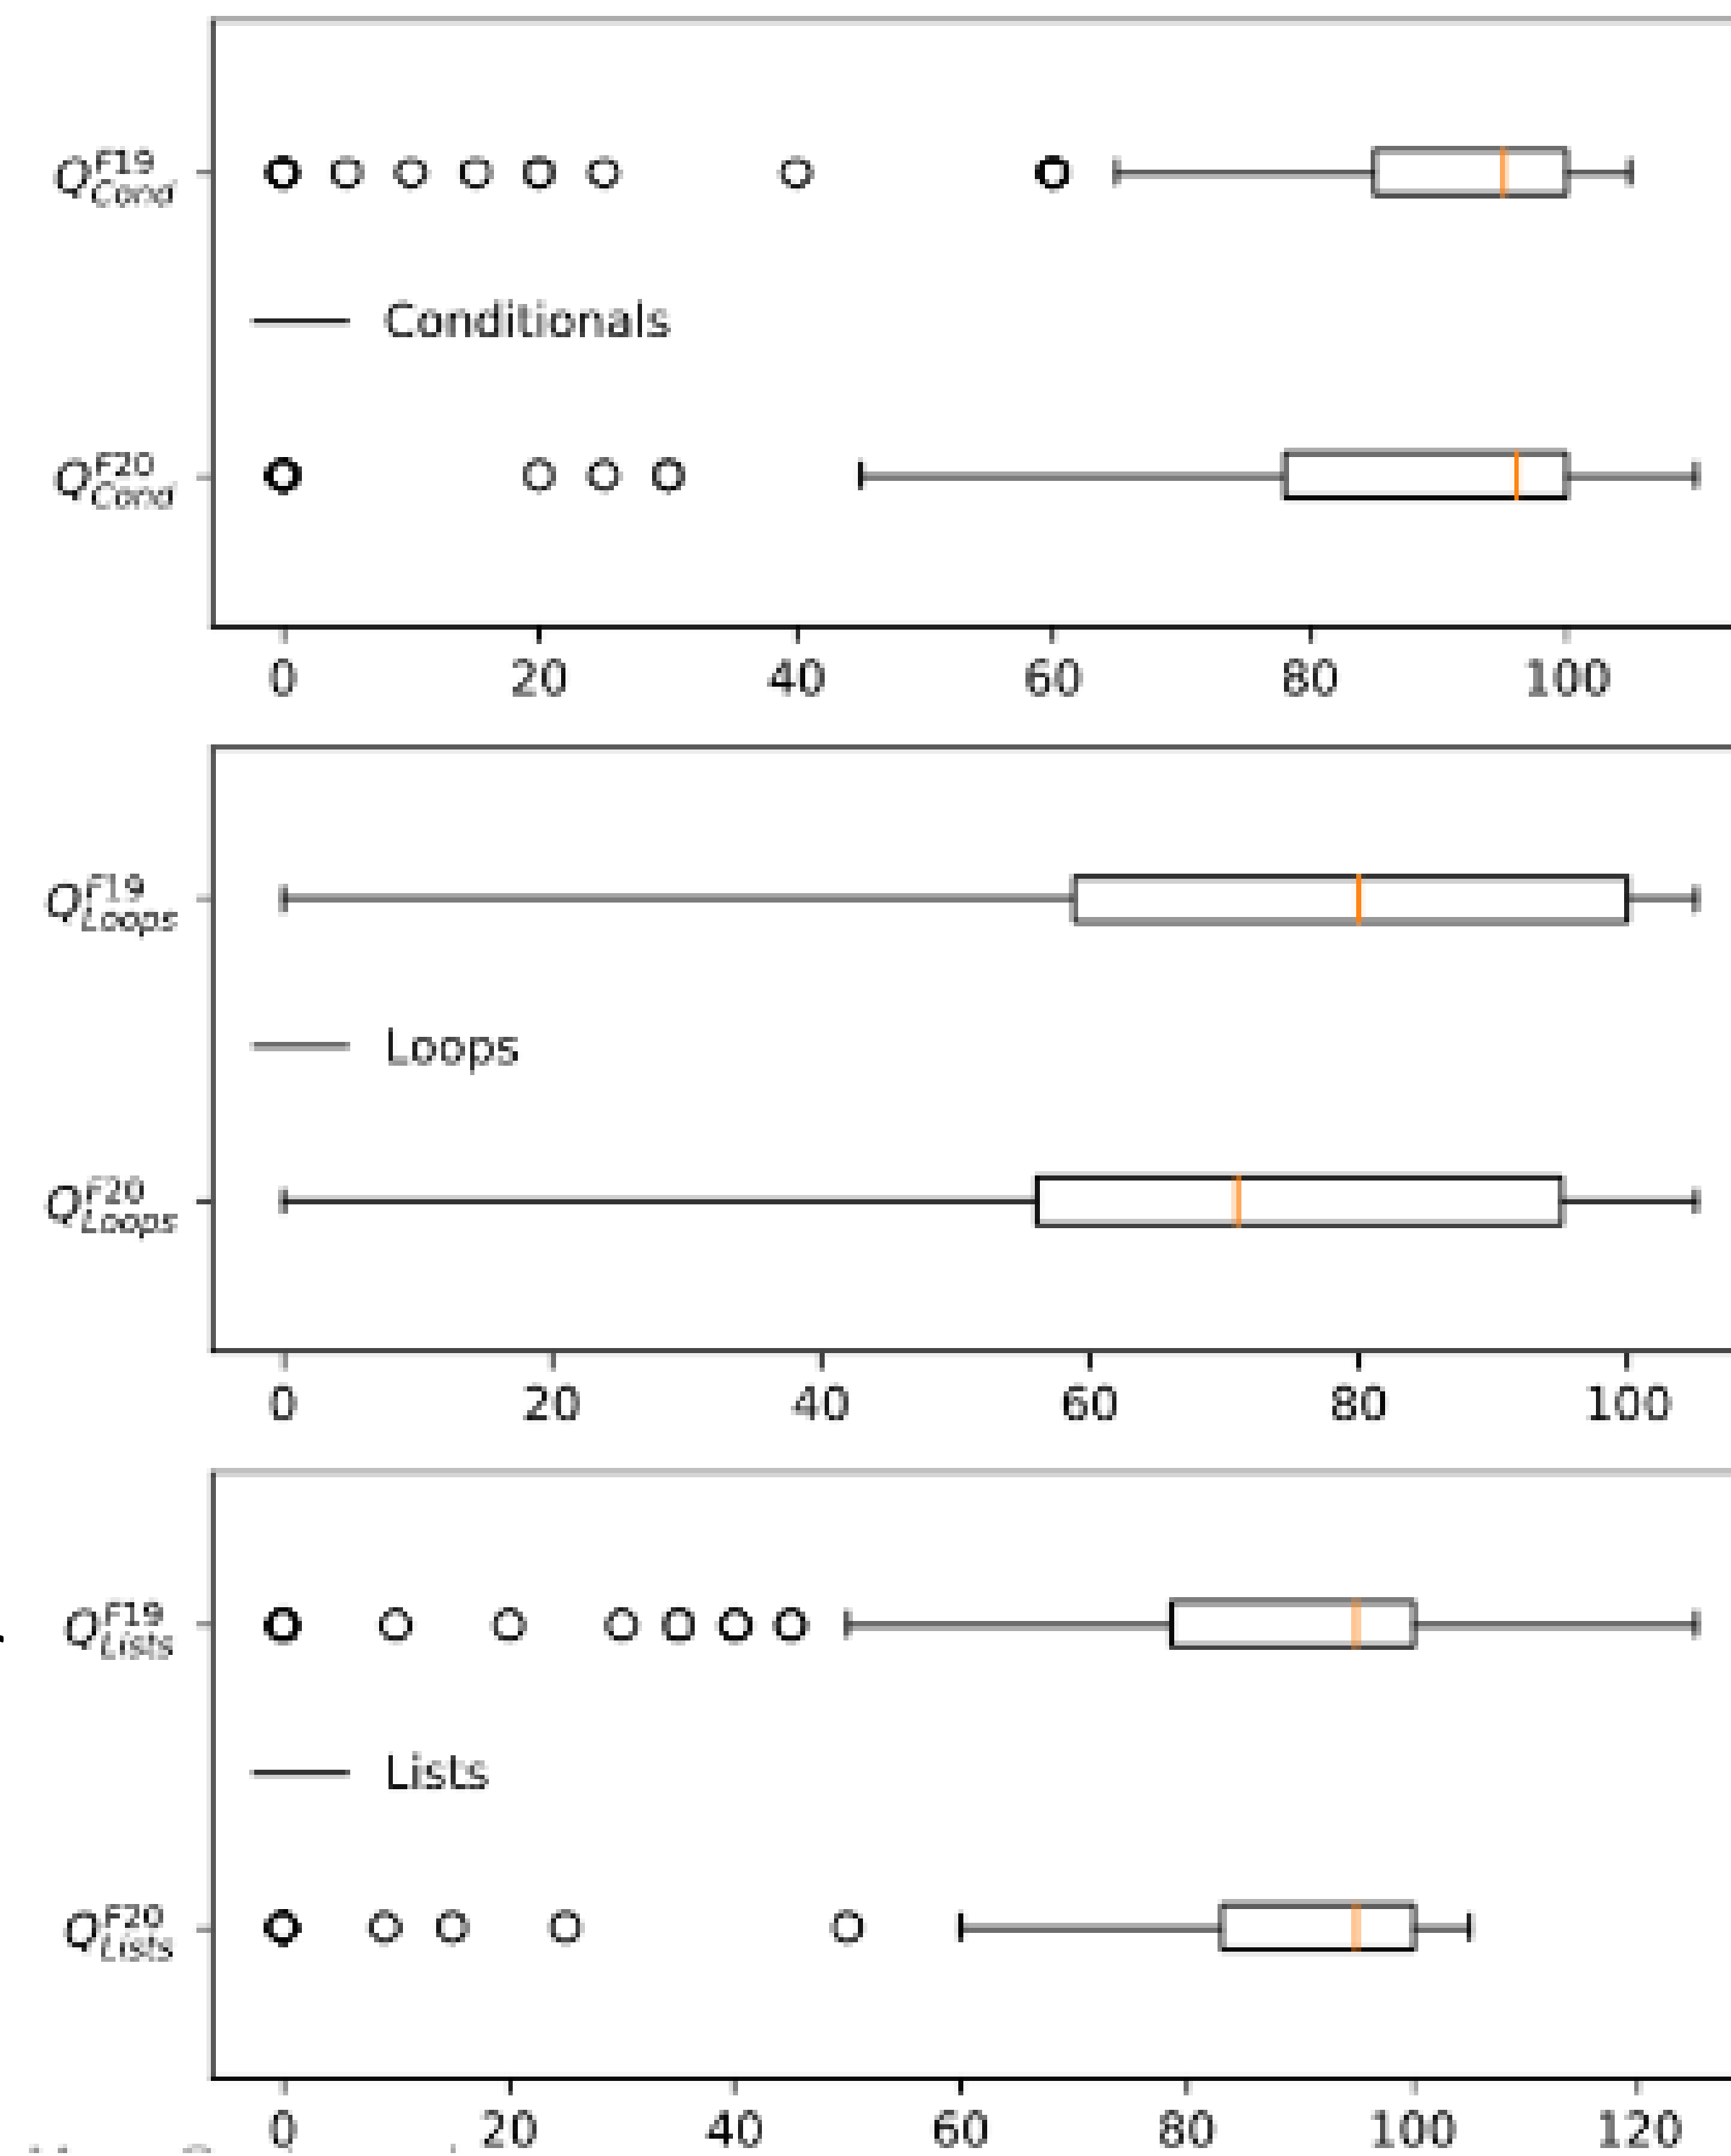 Q^{F19}_{Cond}
Conditionals
Q^{F20}_{Cond}
0 20 40 60 80 100
Q^{F19}_{Loops}
Loops
Q^{F20}_{Loops}
0 20 40 60 80 100
Q^{F19}_{Lists}
Lists
Q^{F20}_{Lists}
0 20 40 60 80 100 120